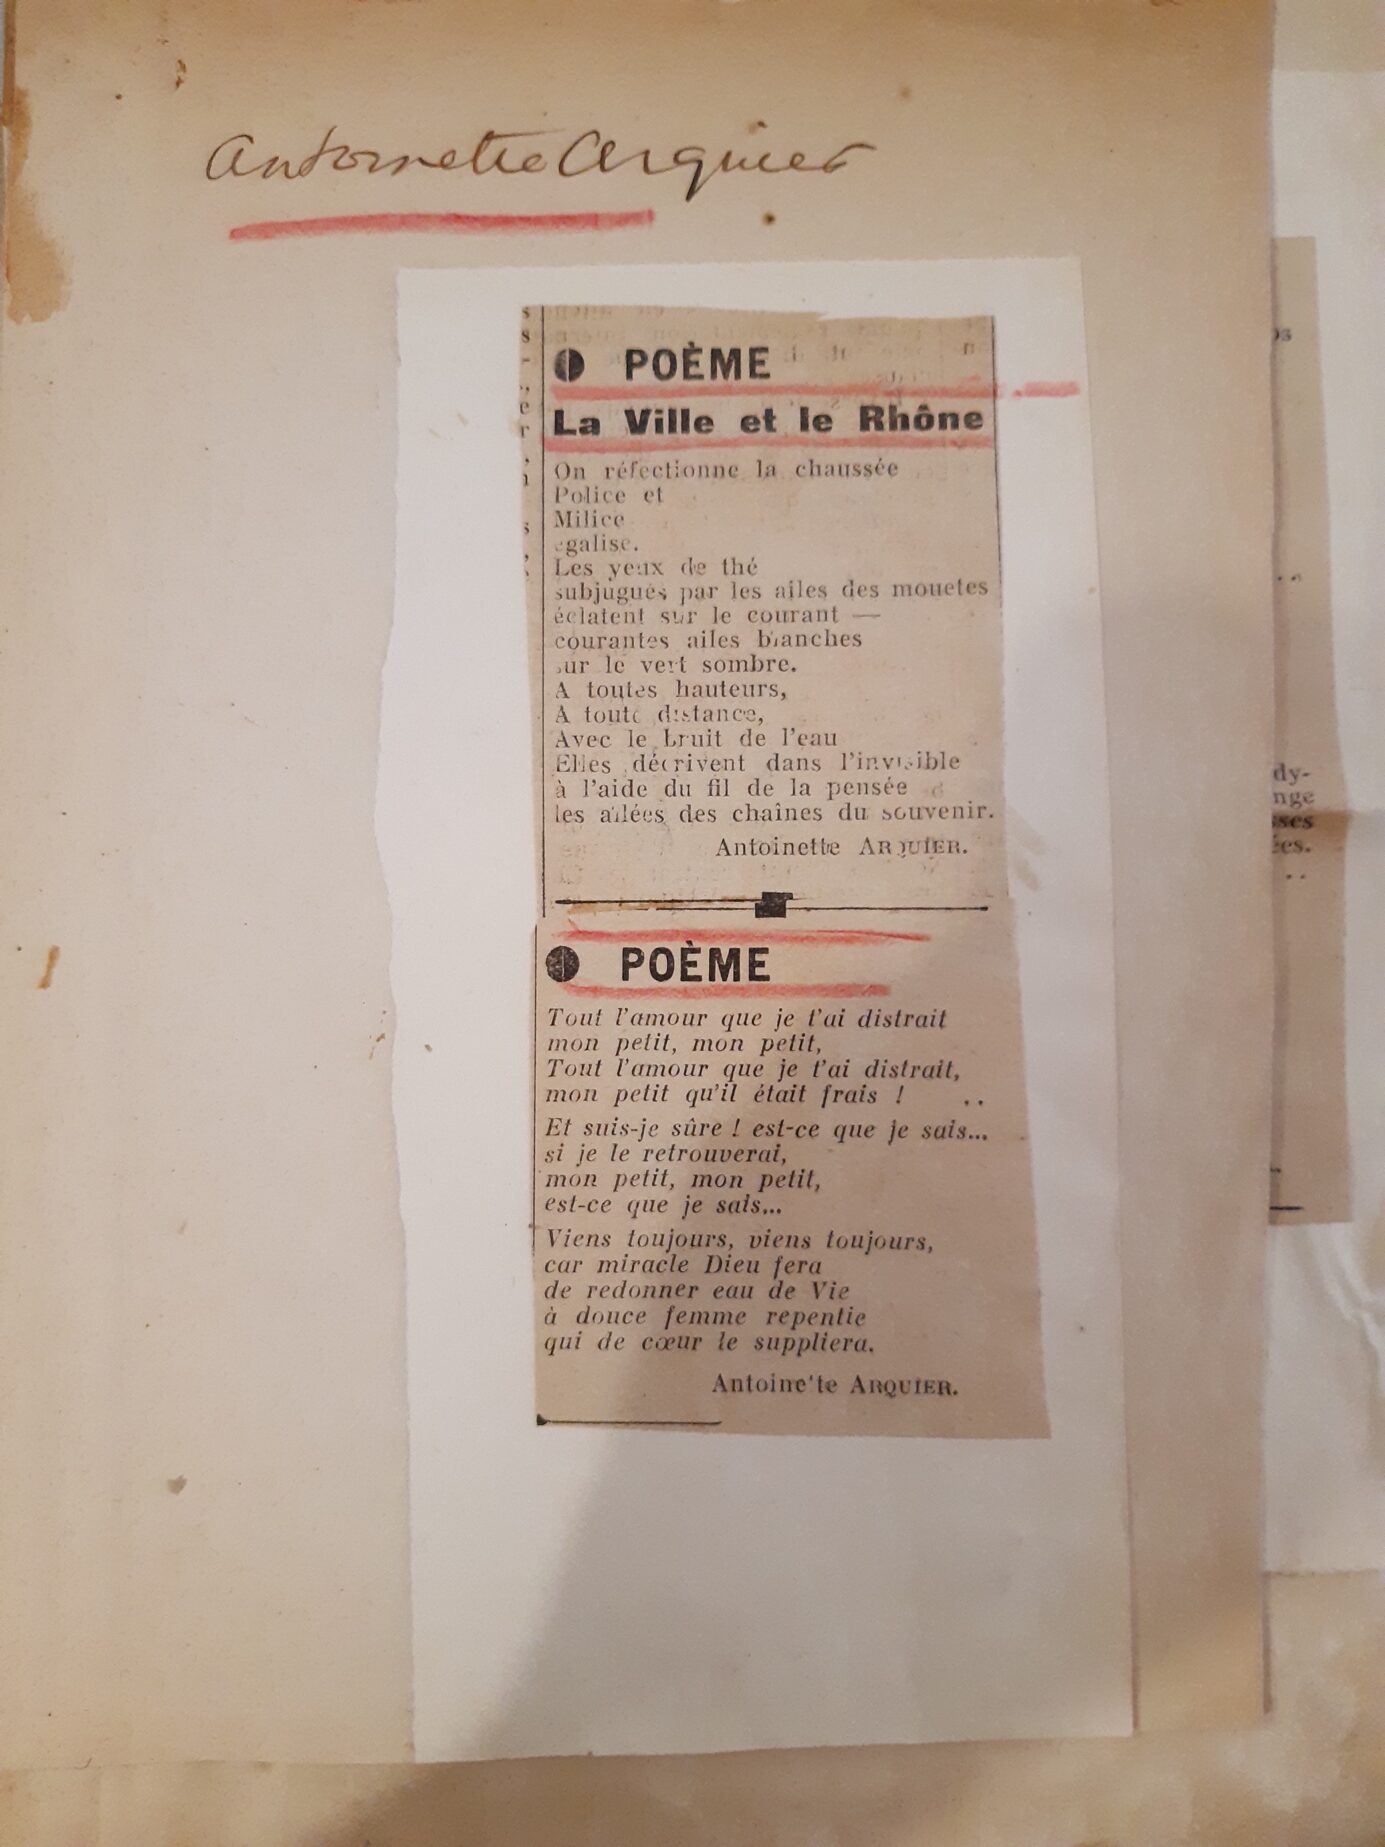 Antoinette Arquier
POÈME
La Ville et le Rhône
On réfectionne la chaussée
Police et
Milice
égalise.
Les yeux de thé
subjugués par les ailes des mouetes
éclatent sur le courant —
courantes ailes blanches
sur le vert sombre.
A toutes hauteurs,
A toute distance,
Avec le bruit de l'eau
Elles décrivent dans l'invisible
à l'aide du fil de la pensée
les allées des chaînes du souvenir.
Antoinette ARQUIER.
POÈME
Tout l'amour que je t'ai distrait
mon petit, mon petit,
Tout l'amour que je t'ai distrait,
mon petit qu'il était frais !
Et suis-je sûre ! est-ce que je sais...
si je le retrouverai,
mon petit, mon petit,
est-ce que je sais...
Viens toujours, viens toujours,
car miracle Dieu fera
de redonner eau de Vie
à douce femme repentie
qui de cœur le suppliera.
Antoine'te ARQUIER.
dy-
nge
sses
ées.